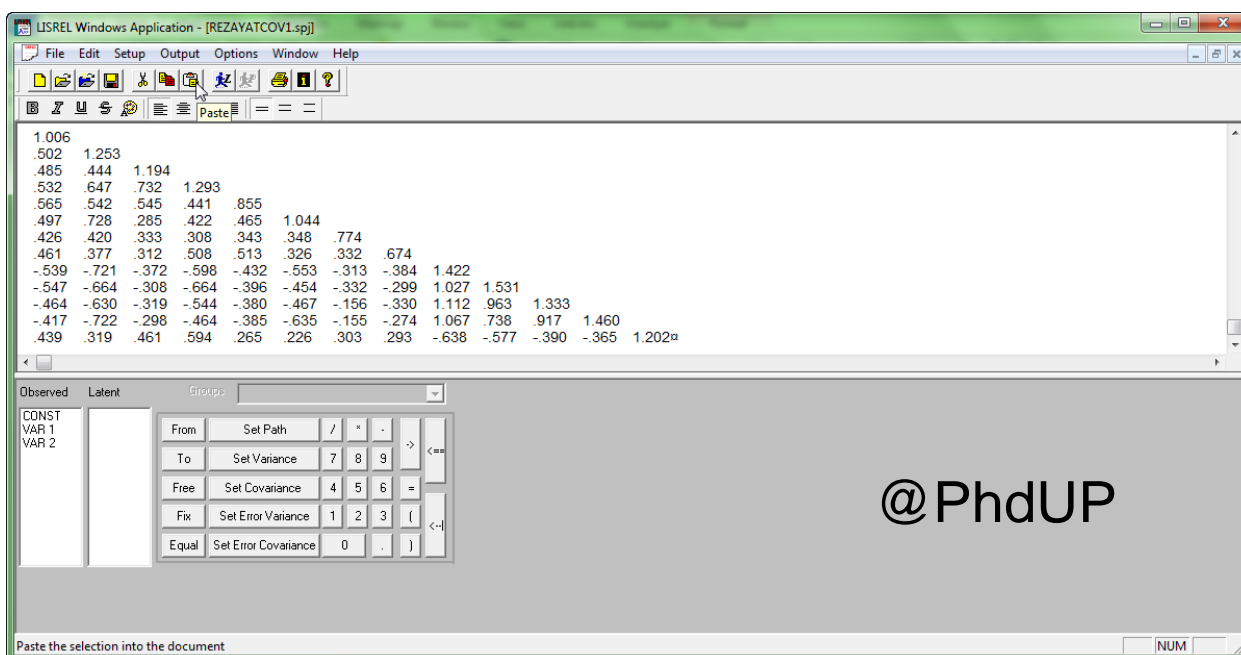 LISREL Windows Application - [REZAYATCOV1.spj]
File Edit Setup Output Options Window Help
B I U S
Paste
1.006
.502 1.253
.485 .444 1.194
.532 .647 .732 1.293
.565 .542 .545 .441 .855
.497 .728 .285 .422 .465 1.044
.426 .420 .333 .308 .343 .348 .774
.461 .377 .312 .508 .513 .326 .332 .674
-.539 -.721 -.372 -.598 -.432 -.553 -.313 -.384 1.422
-.547 -.664 -.308 -.664 -.396 -.454 -.332 -.299 1.027 1.531
-.464 -.630 -.319 -.544 -.380 -.467 -.156 -.330 1.112 .963 1.333
-.417 -.722 -.298 -.464 -.385 -.635 -.155 -.274 1.067 .738 .917 1.460
.439 .319 .461 .594 .265 .226 .303 .293 -.638 -.577 -.390 -.365 1.202¤
Observed Latent Groups
CONST
VAR 1
VAR 2
From Set Path / * - -> <==
To Set Variance 7 8 9
Free Set Covariance 4 5 6 =
Fix Set Error Variance 1 2 3 ( <--|
Equal Set Error Covariance 0 . )
@PhdUP
Paste the selection into the document NUM